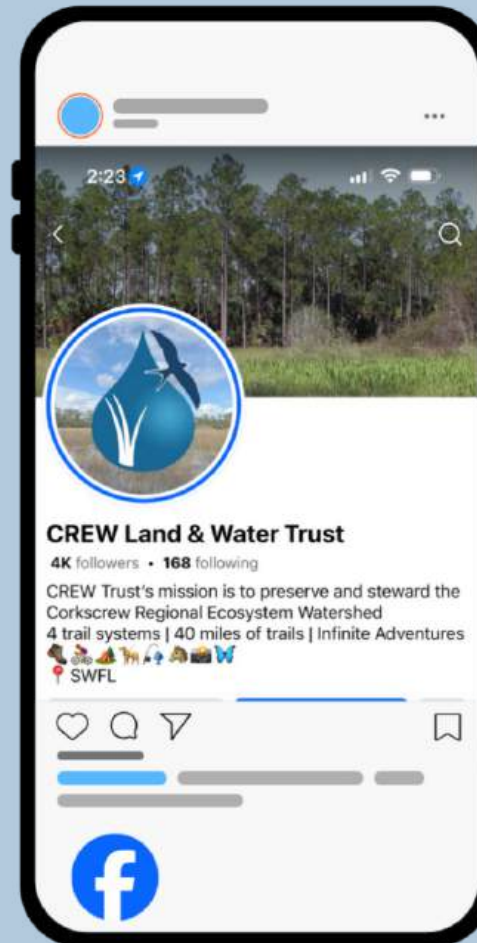 2:23
CREW Land & Water Trust
4K followers • 168 following
CREW Trust's mission is to preserve and steward the
Corkscrew Regional Ecosystem Watershed
4 trail systems | 40 miles of trails | Infinite Adventures
🥾🚵🏕️🐕‍🦺🎣🐴📸🦋
📍 SWFL